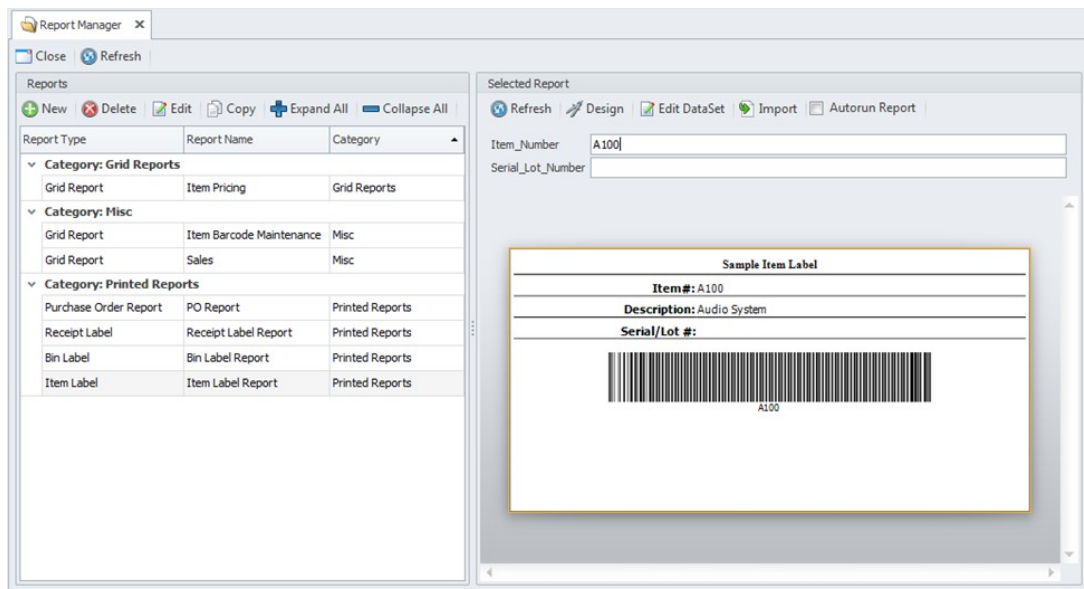 Report Manager X
Close Refresh
Reports
New Delete Edit Copy Expand All Collapse All
Report Type Report Name Category
Category: Grid Reports
Grid Report Item Pricing Grid Reports
Category: Misc
Grid Report Item Barcode Maintenance Misc
Grid Report Sales Misc
Category: Printed Reports
Purchase Order Report PO Report Printed Reports
Receipt Label Receipt Label Report Printed Reports
Bin Label Bin Label Report Printed Reports
Item Label Item Label Report Printed Reports
Selected Report
Refresh Design Edit DataSet Import Autorun Report
Item_Number A100
Serial_Lot_Number
Sample Item Label
Item#: A100
Description: Audio System
Serial/Lot #:
A100